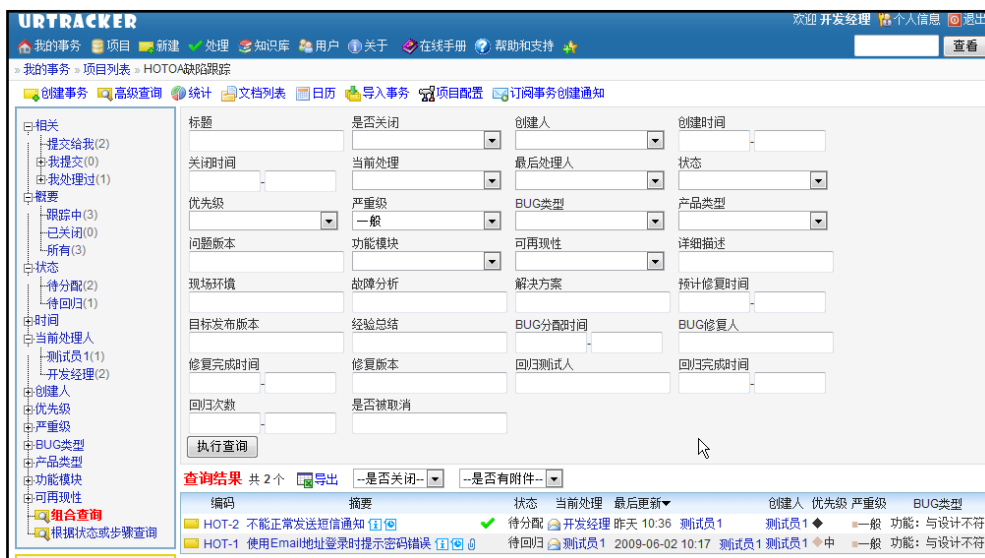 URTRACKER
欢迎 开发经理 个人信息 退出
我的事务 项目 新建 处理 知识库 用户 关于 在线手册 帮助和支持 查看
» 我的事务 » 项目列表 » HOTOA缺陷跟踪
创建事务 高级查询 统计 文档列表 日历 导入事务 项目配置 订阅事务创建通知
相关
提交给我(2)
我提交(0)
我处理过(1)
概要
跟踪中(3)
已关闭(0)
所有(3)
状态
待分配(2)
待回归(1)
时间
当前处理人
测试员1(1)
开发经理(2)
创建人
优先级
严重级
BUG类型
产品类型
功能模块
可再现性
组合查询
根据状态或步骤查询
标题 是否关闭 创建人 创建时间
-
关闭时间 当前处理 最后处理人 状态
-
优先级 严重级 BUG类型 产品类型
一般
问题版本 功能模块 可再现性 详细描述
现场环境 故障分析 解决方案 预计修复时间
-
目标发布版本 经验总结 BUG分配时间 BUG修复人
-
修复完成时间 修复版本 回归测试人 回归完成时间
- -
回归次数 是否被取消
-
执行查询
查询结果 共 2 个 导出 --是否关闭-- --是否有附件--
编码 摘要 状态 当前处理 最后更新▼ 创建人 优先级 严重级 BUG类型
HOT-2 不能正常发送短信通知 待分配 开发经理 昨天 10:36 测试员1 测试员1 一般 功能：与设计不符
HOT-1 使用Email地址登录时提示密码错误 待回归 测试员1 2009-06-02 10:17 测试员1 测试员1 中 一般 功能：与设计不符